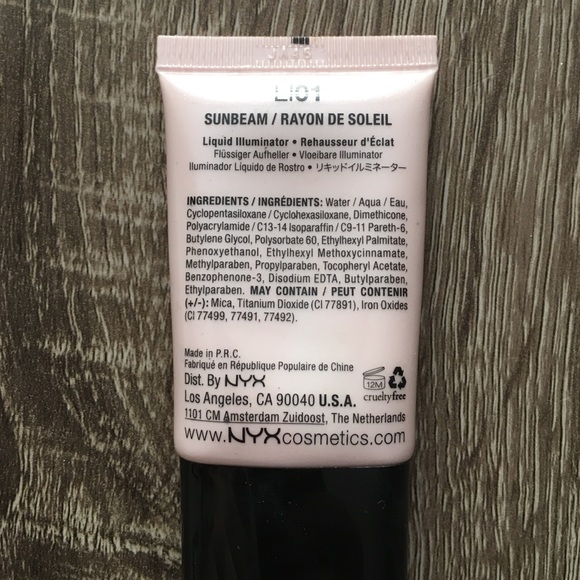 LI01
SUNBEAM / RAYON DE SOLEIL
Liquid Illuminator • Rehausseur d'Éclat
Flüssiger Aufheller • Vloeibare Illuminator
Iluminador Líquido de Rostro • リキッドイルミネーター
INGREDIENTS / INGRÉDIENTS: Water / Aqua / Eau,
Cyclopentasiloxane / Cyclohexasiloxane, Dimethicone,
Polyacrylamide / C13-14 Isoparaffin / C9-11 Pareth-6,
Butylene Glycol, Polysorbate 60, Ethylhexyl Palmitate,
Phenoxyethanol, Ethylhexyl Methoxycinnamate,
Methylparaben, Propylparaben, Tocopheryl Acetate,
Benzophenone-3, Disodium EDTA, Butylparaben,
Ethylparaben. MAY CONTAIN / PEUT CONTENIR
(+/-): Mica, Titanium Dioxide (CI 77891), Iron Oxides
(CI 77499, 77491, 77492).
Made in P.R.C.
Fabriqué en République Populaire de Chine
Dist. By NYX
Los Angeles, CA 90040 U.S.A.
12M
crueltyfree
1101 CM Amsterdam Zuidoost, The Netherlands
www.NYXcosmetics.com